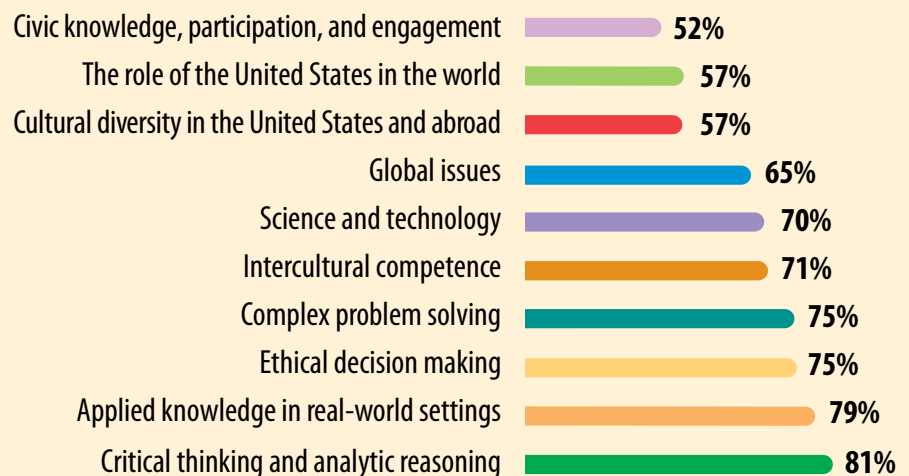 Civic knowledge, participation, and engagement 52%
The role of the United States in the world 57%
Cultural diversity in the United States and abroad 57%
Global issues 65%
Science and technology 70%
Intercultural competence 71%
Complex problem solving 75%
Ethical decision making 75%
Applied knowledge in real-world settings 79%
Critical thinking and analytic reasoning 81%